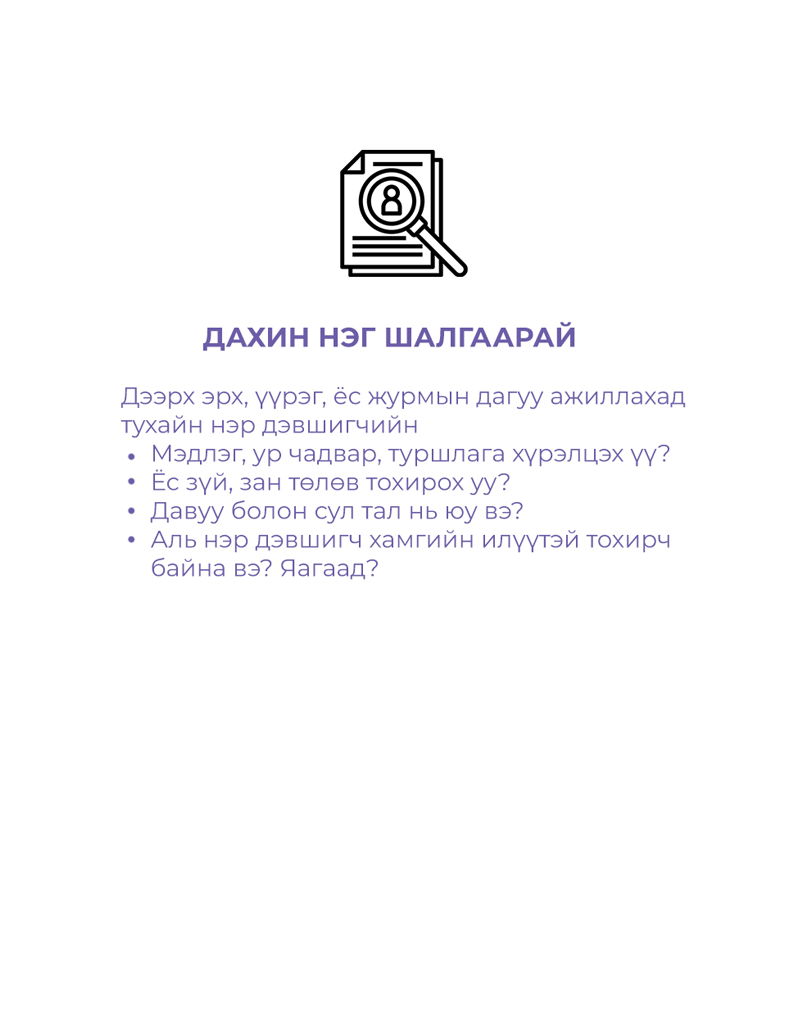 ДАХИН НЭГ ШАЛГААРАЙ
Дээрх эрх, үүрэг, ёс журмын дагуу ажиллахад
тухайн нэр дэвшигчийн
• Мэдлэг, ур чадвар, туршлага хүрэлцэх үү?
• Ёс зүй, зан төлөв тохирох уу?
• Давуу болон сул тал нь юу вэ?
• Аль нэр дэвшигч хамгийн илүүтэй тохирч
байна вэ? Яагаад?